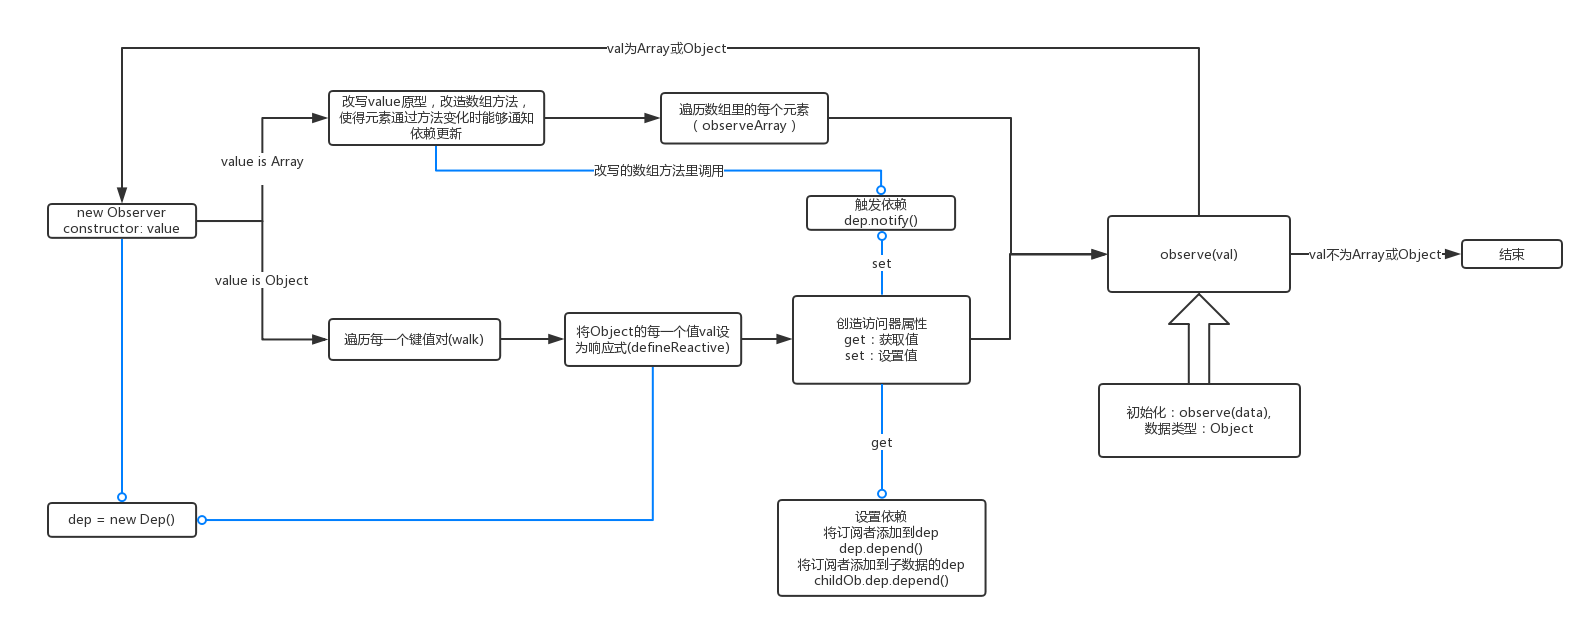 val为Array或Object
改写value原型，改造数组方法，
使得元素通过方法变化时能够通知
依赖更新
遍历数组里的每个元素
（ observeArray ）
value is Array
改写的数组方法里调用
new Observer
constructor: value
触发依赖
dep.notify()
set
observe(val)
val不为Array或Object
结束
value is Object
遍历每一个键值对(walk)
将Object的每一个值val设
为响应式(defineReactive)
创造访问器属性
get：获取值
set：设置值
初始化：observe(data),
数据类型：Object
get
dep = new Dep()
设置依赖
将订阅者添加到dep
dep.depend()
将订阅者添加到子数据的dep
childOb.dep.depend()